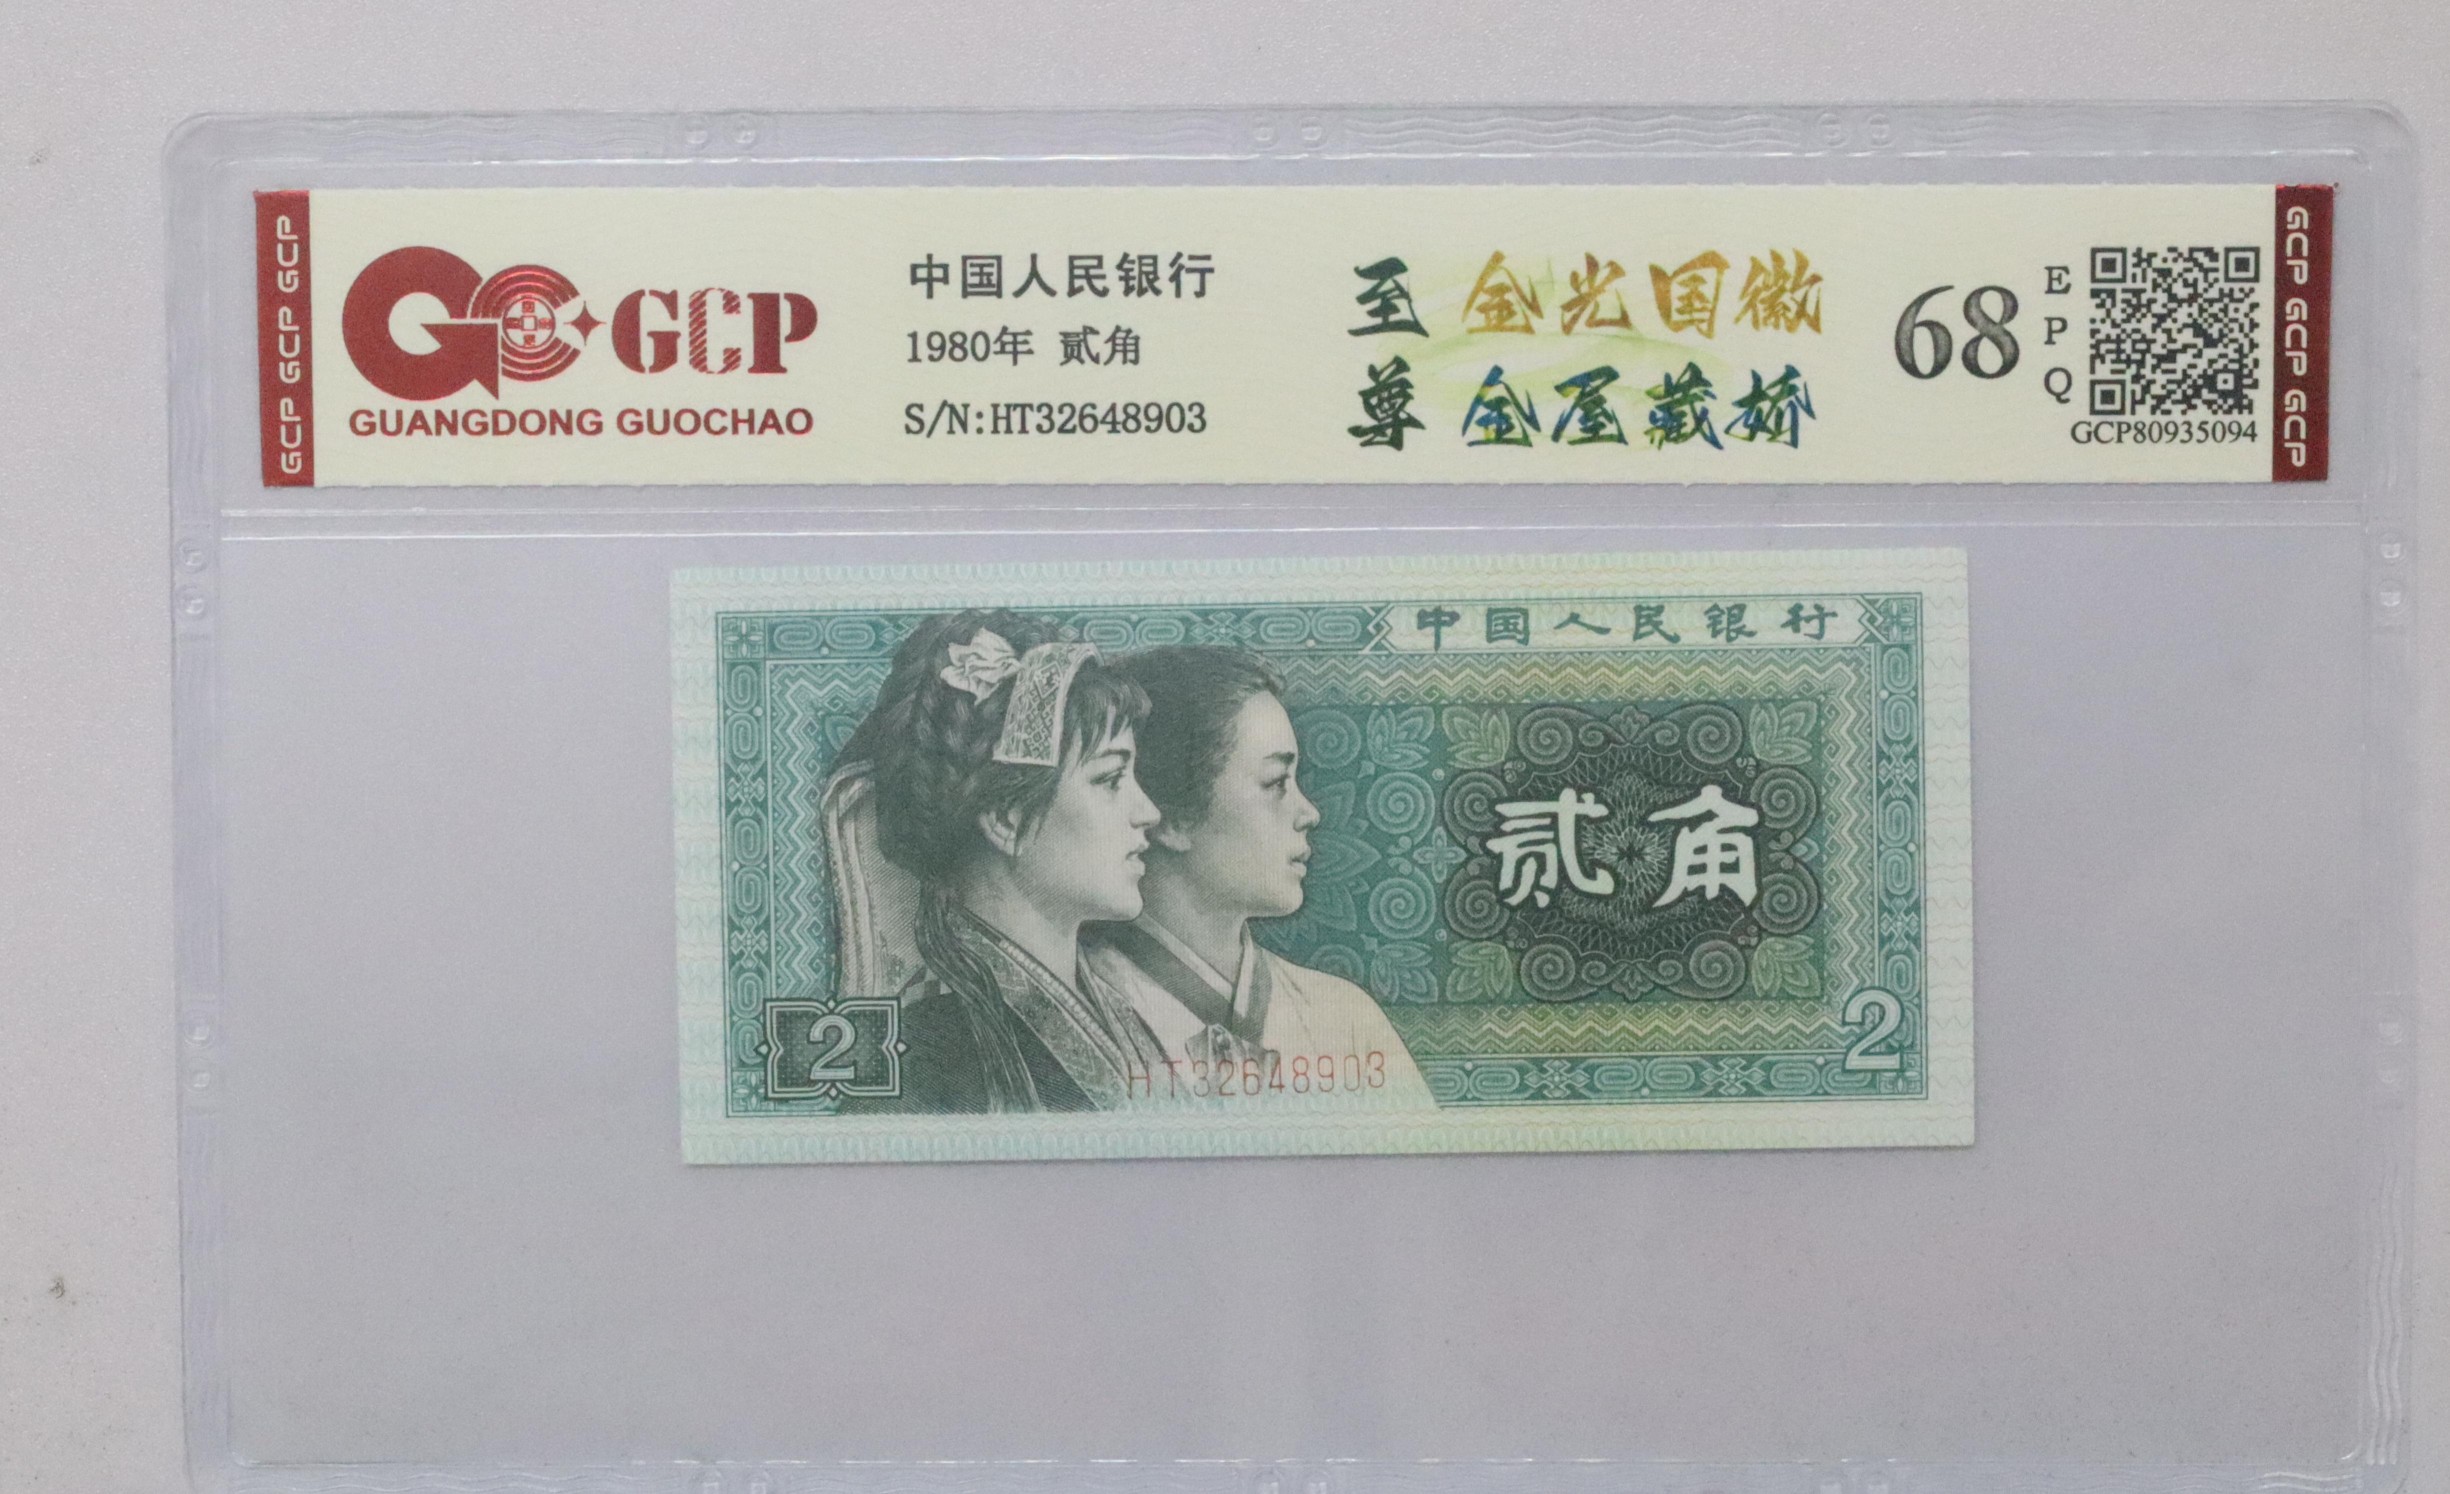 GCP GCP GCP
GCP
GUANGDONG GUOCHAO
中国人民银行
1980年 贰角
S/N:HT32648903
至尊
金光国徽
金屋藏娇
68
EPQ
GCP80935094
GCP GCP GCP
中国人民银行
贰角
2
HT32648903
2